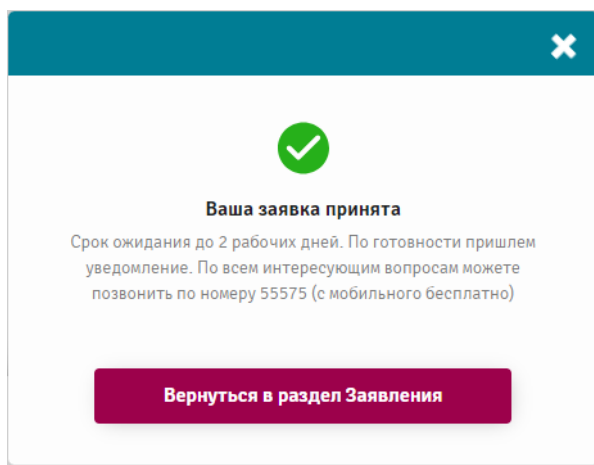 Ваша заявка принята
Срок ожидания до 2 рабочих дней. По готовности пришлем
уведомление. По всем интересующим вопросам можете
позвонить по номеру 55575 (с мобильного бесплатно)
Вернуться в раздел Заявления